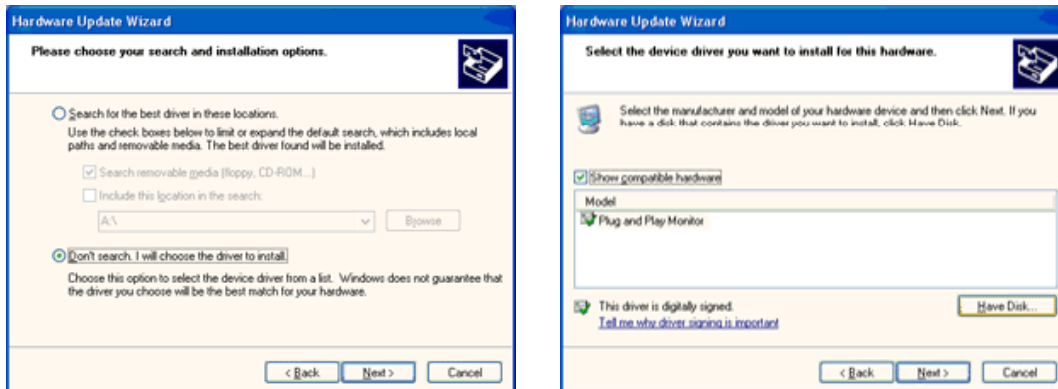 Hardware Update Wizard
Please choose your search and installation options.
Search for the best driver in these locations.
Use the check boxes below to limit or expand the default search, which includes local
paths and removable media. The best driver found will be installed.
Search removable media (floppy, CD-ROM...)
Include this location in the search:
A:\
Browse
Don't search. I will choose the driver to install.
Choose this option to select the device driver from a list. Windows does not guarantee that
the driver you choose will be the best match for your hardware.
< Back
Next >
Cancel
Hardware Update Wizard
Select the device driver you want to install for this hardware.
Select the manufacturer and model of your hardware device and then click Next. If you
have a disk that contains the driver you want to install, click Have Disk.
Show compatible hardware
Model
Plug and Play Monitor
This driver is digitally signed.
Tell me why driver signing is important
Have Disk...
< Back
Next >
Cancel